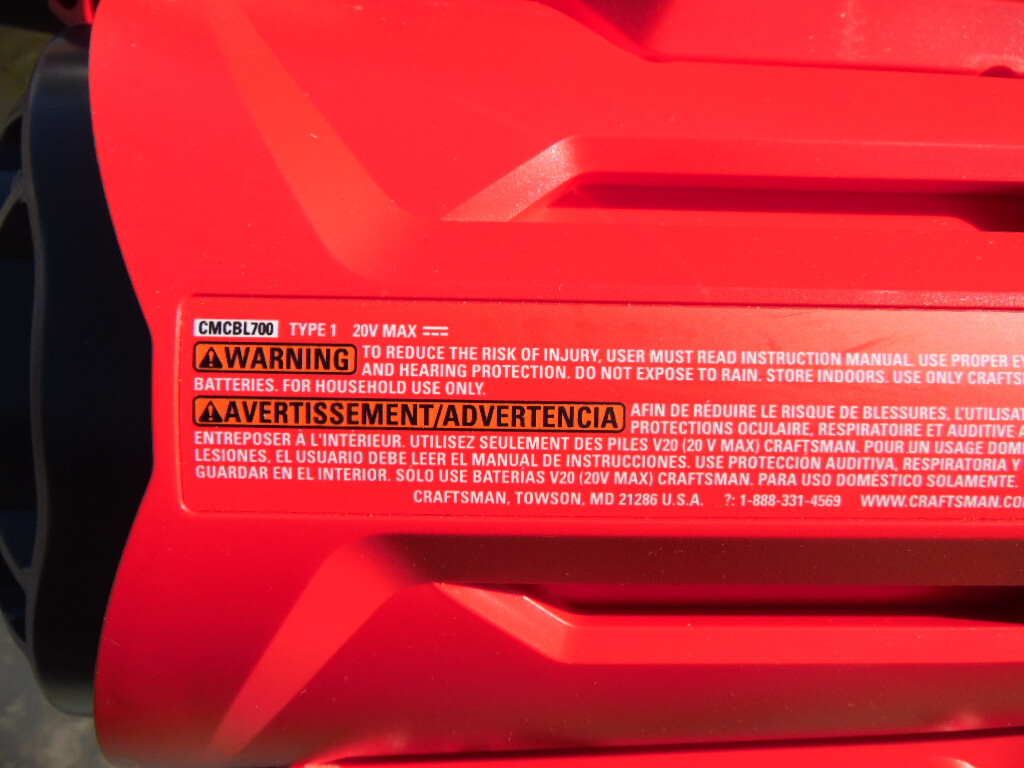 CMCBL700 TYPE 1 20V MAX
WARNING TO REDUCE THE RISK OF INJURY, USER MUST READ INSTRUCTION MANUAL. USE PROPER
AND HEARING PROTECTION. DO NOT EXPOSE TO RAIN. STORE INDOORS. USE ONLY
BATTERIES. FOR HOUSEHOLD USE ONLY.
AVERTISSEMENT/ADVERTENCIA AFIN DE RÉDUIRE LE RISQUE DE BLESSURES,
PROTECTIONS OCULAIRE, RESPIRATOIRE ET AUDITIVE
ENTREPOSER À L'INTÉRIEUR. UTILISEZ SEULEMENT DES PILES V20 (20 V MAX) CRAFTSMAN. POUR UN USAGE
LESIONES, EL USUARIO DEBE LEER EL MANUAL DE INSTRUCCIONES. USE PROTECCIÓN AUDITIVA, RESPIRATORIA Y
GUARDAR EN EL INTERIOR. SÓLO USE BATERÍAS V20 (20V MAX) CRAFTSMAN. PARA USO DOMÉSTICO SOLAMENTE.
CRAFTSMAN, TOWSON, MD 21286 U.S.A. ?: 1-888-331-4569 WWW.CRAFTSMAN.CO